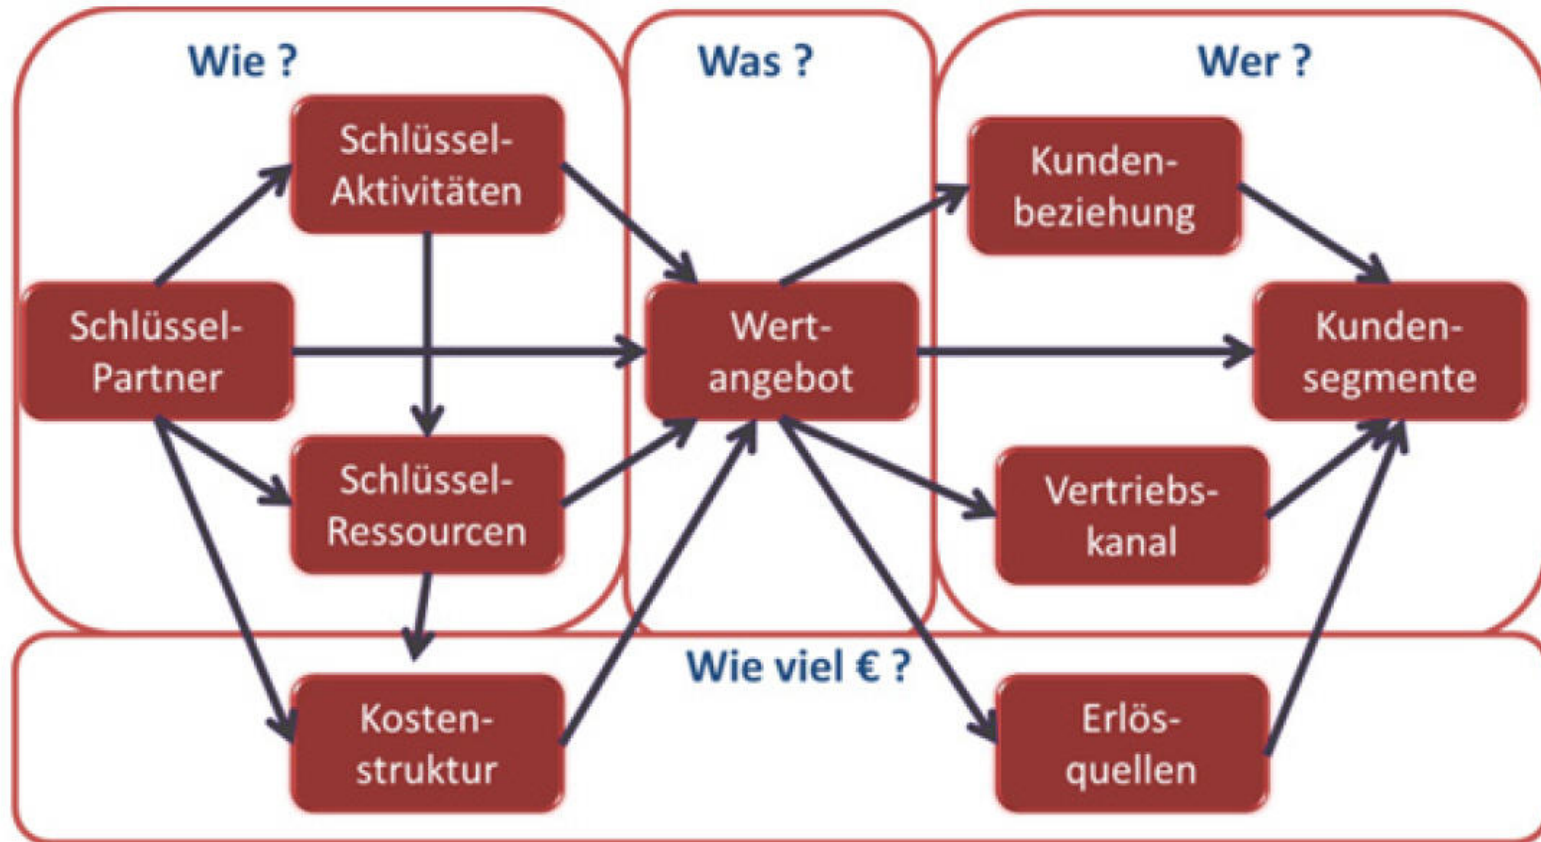 Wie ?
Schlüssel-
Aktivitäten
Schlüssel-
Partner
Schlüssel-
Ressourcen
Was ?
Wert-
angebot
Wer ?
Kunden-
beziehung
Kunden-
segmente
Vertriebs-
kanal
Wie viel € ?
Kosten-
struktur
Erlös-
quellen